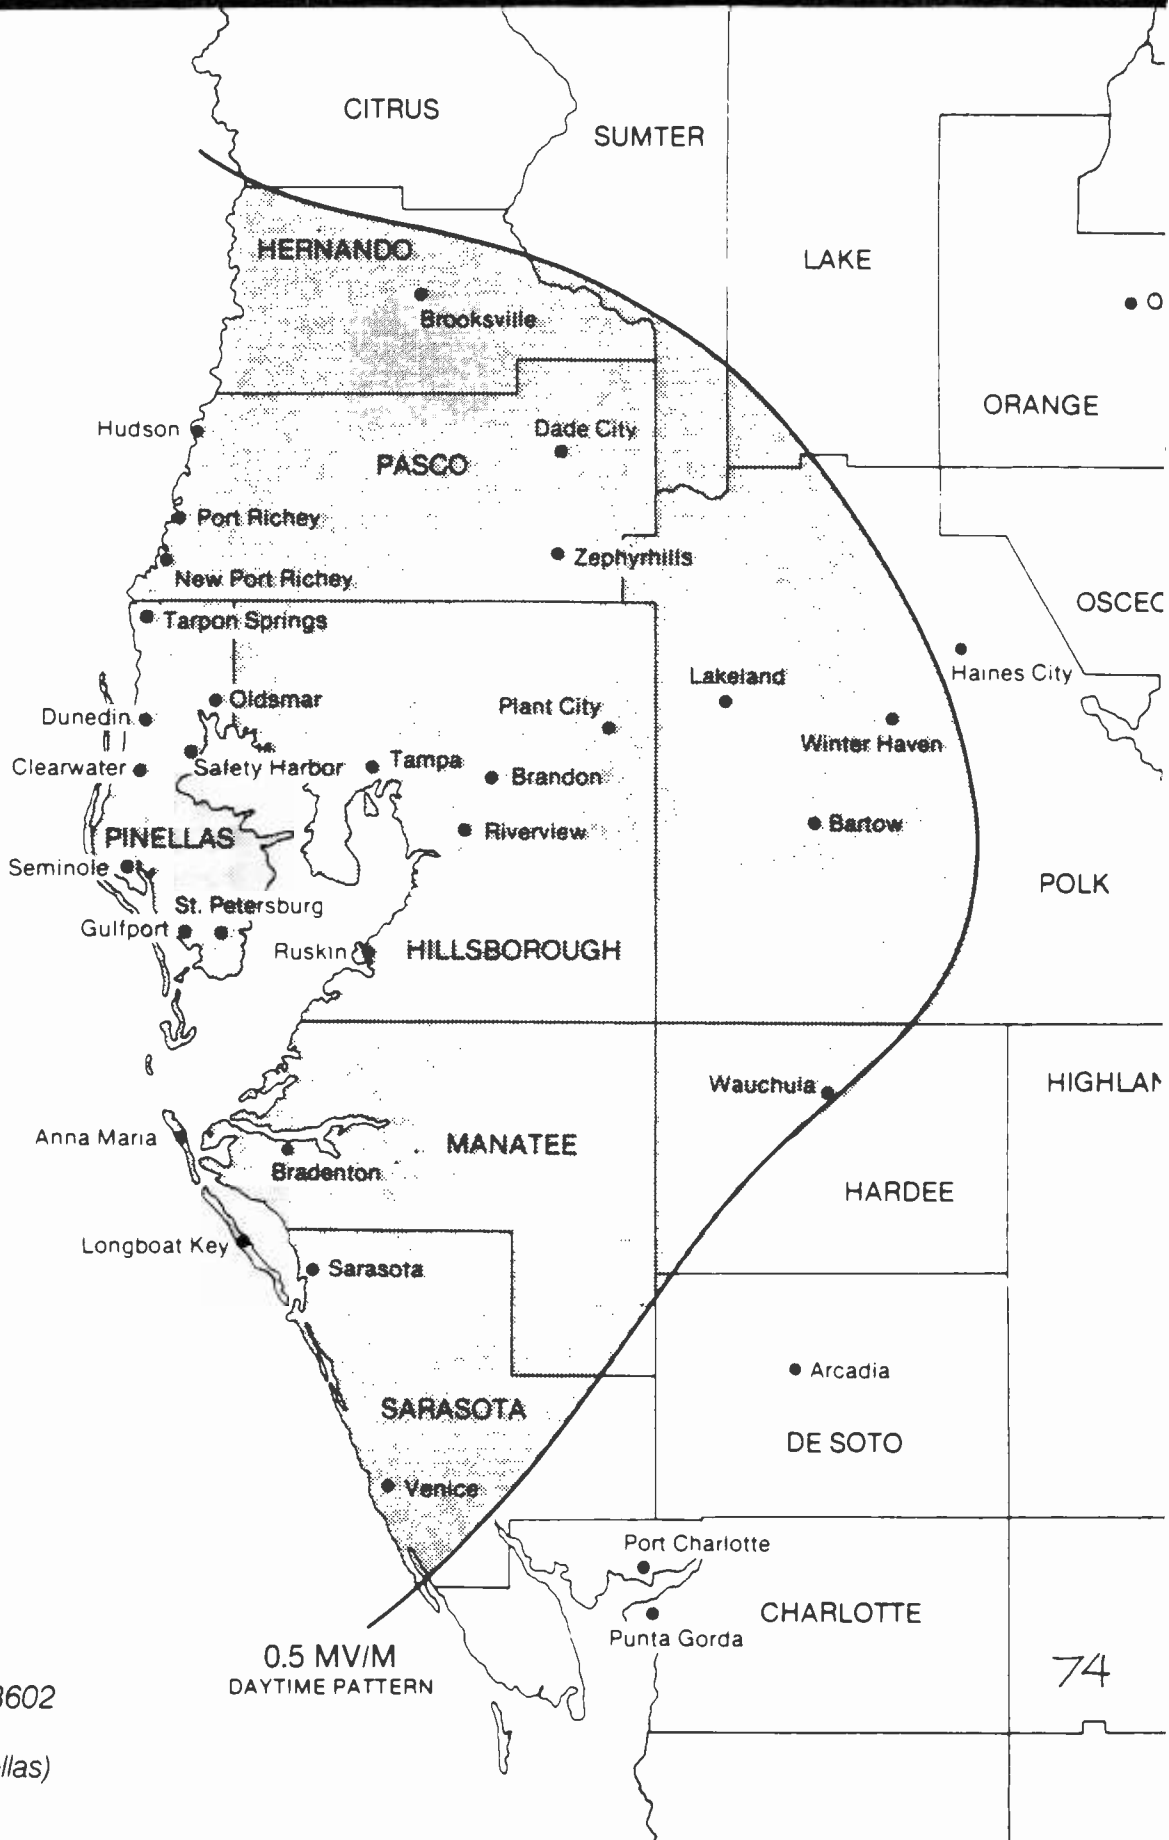 CITRUS
SUMTER
HERNANDO
LAKE
Brooksville
O
ORANGE
Hudson
Dade City
PASCO
Port Richey
Zephyrhills
New Port Richey
Tarpon Springs
OSCEO
Haines City
Lakeland
Oldsmar
Plant City
Dunedin
Winter Haven
Clearwater
Safety Harbor
Tampa
Brandon
Riverview
Bartow
PINELLAS
Seminole
POLK
St. Petersburg
Gulfport
Ruskin
HILLSBOROUGH
Wauchula
HIGHLAN
Anna Maria
MANATEE
Bradenton
HARDEE
Longboat Key
Sarasota
Arcadia
SARASOTA
DE SOTO
Venice
Port Charlotte
CHARLOTTE
Punta Gorda
0.5 MV/M
DAYTIME PATTERN
74
3602
llas)